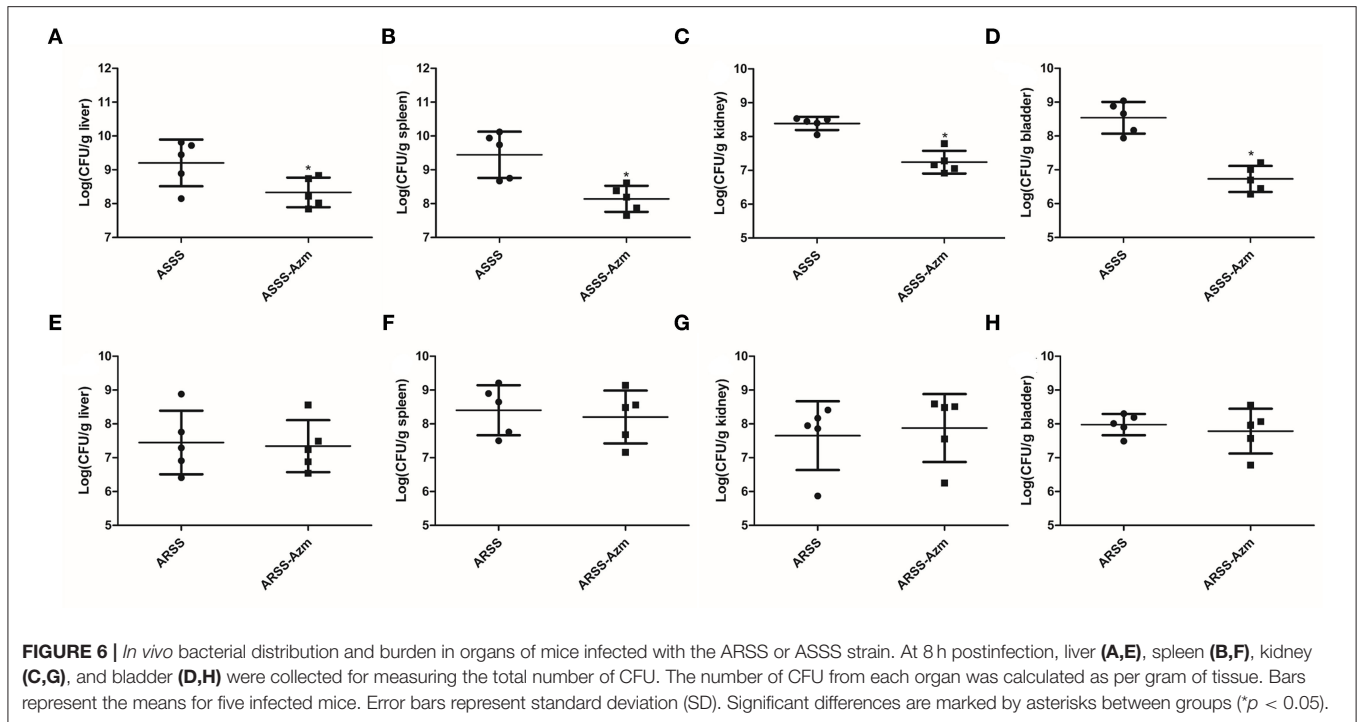 A
B
C
D
Log(CFU/g liver)
12
11
10
9
8
7
*
ASSS
ASSS-Azm
Log(CFU/g spleen)
12
11
10
9
8
7
*
ASSS
ASSS-Azm
Log(CFU/g kidney)
10
9
8
7
6
5
*
ASSS
ASSS-Azm
Log(CFU/g bladder)
10
9
8
7
6
5
*
ASSS
ASSS-Azm
E
F
G
H
Log(CFU/g liver)
10
9
8
7
6
5
ARSS
ARSS-Azm
Log(CFU/g spleen)
10
9
8
7
6
5
ARSS
ARSS-Azm
Log(CFU/g kidney)
10
9
8
7
6
5
ARSS
ARSS-Azm
Log(CFU/g bladder)
10
9
8
7
6
5
ARSS
ARSS-Azm
FIGURE 6 | In vivo bacterial distribution and burden in organs of mice infected with the ARSS or ASSS strain. At 8 h postinfection, liver (A,E), spleen (B,F), kidney
(C,G), and bladder (D,H) were collected for measuring the total number of CFU. The number of CFU from each organ was calculated as per gram of tissue. Bars
represent the means for five infected mice. Error bars represent standard deviation (SD). Significant differences are marked by asterisks between groups (*p < 0.05).